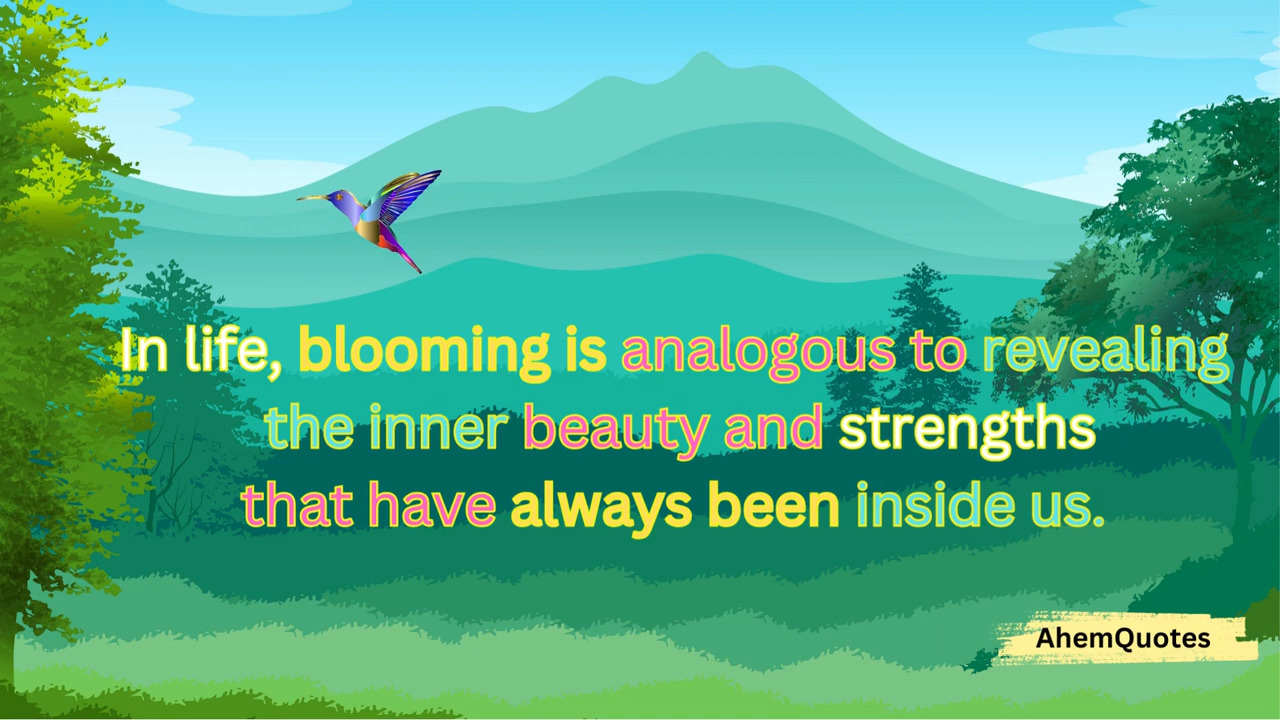 In life, blooming is analogous to revealing
the inner beauty and strengths
that have always been inside us.
AhemQuotes